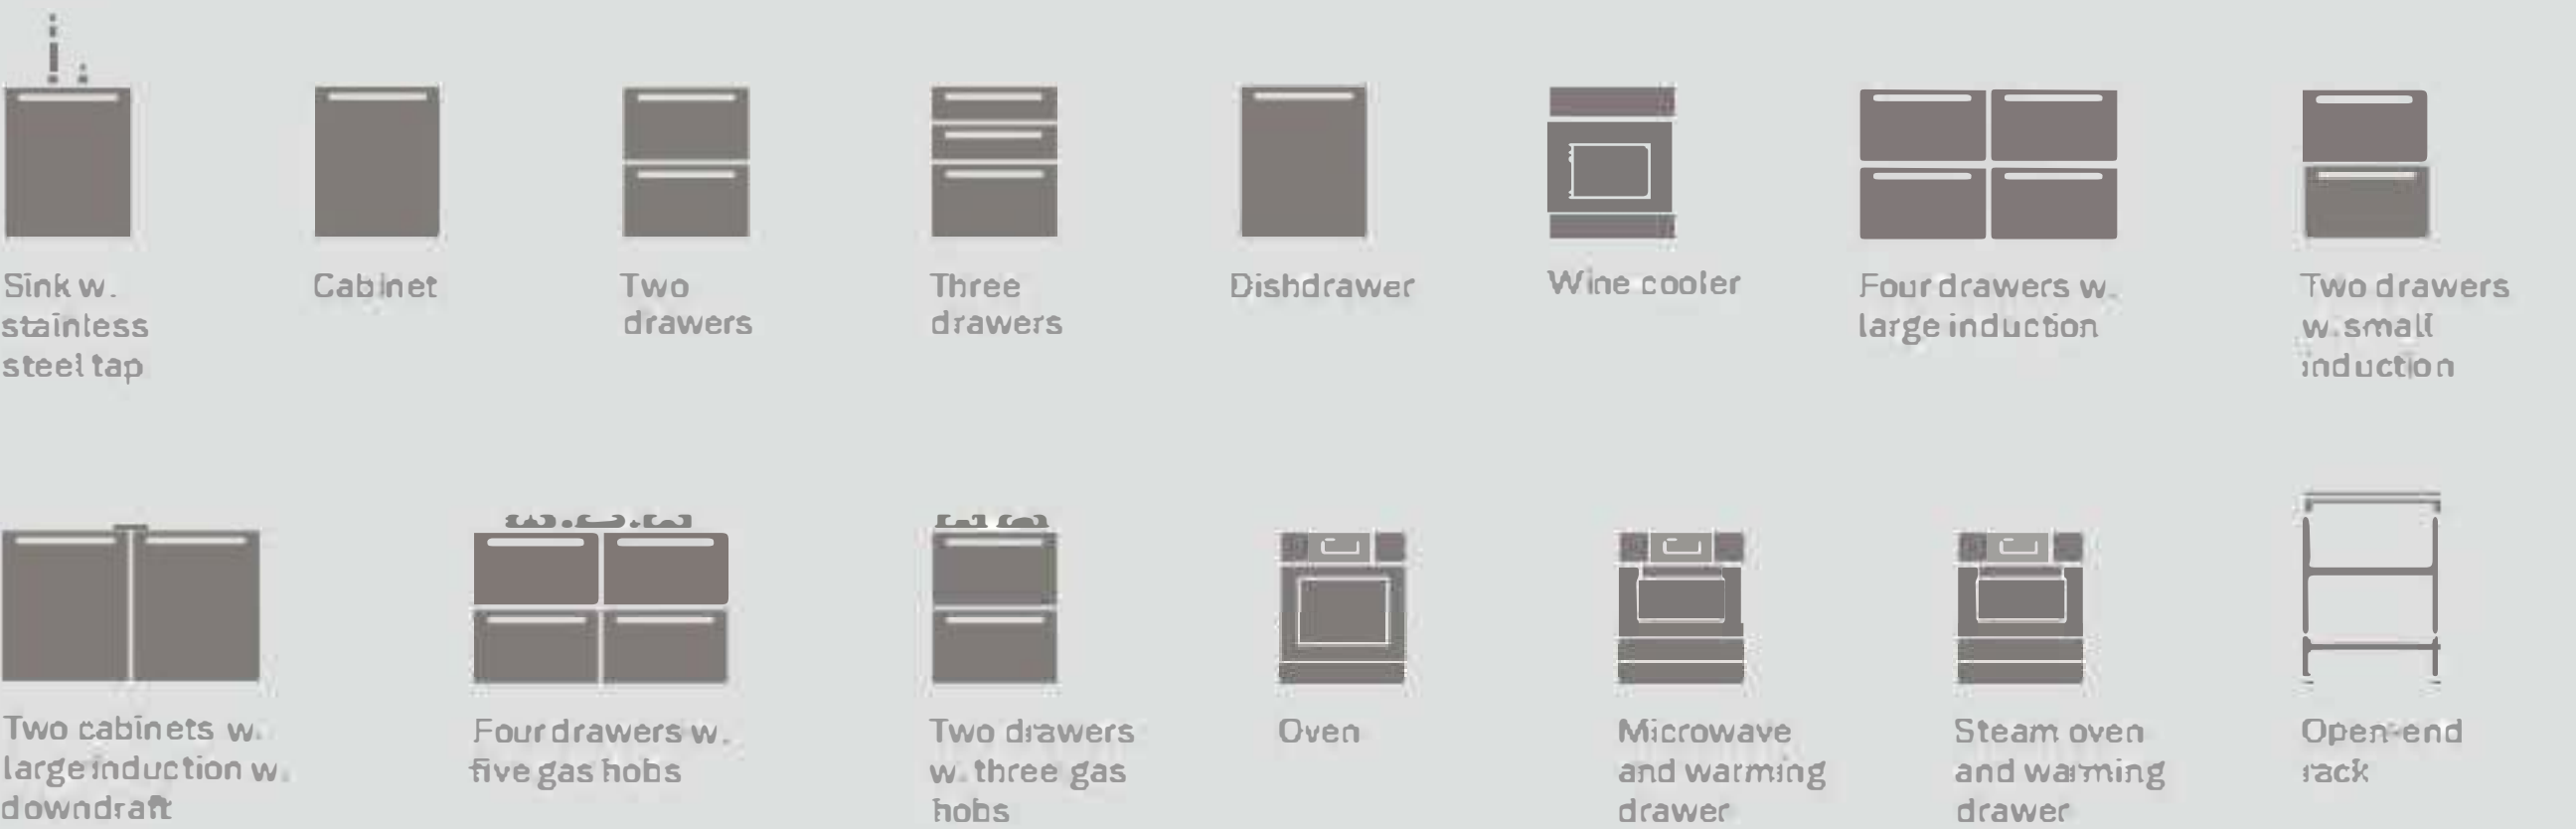 Sink w.
stainless
steel tap
Cabinet
Two
drawers
Three
drawers
Dishdrawer
Wine cooler
Four drawers w.
large induction
Two drawers
w. small
induction
Two cabinets w.
large induction w.
downdraft
Four drawers w.
five gas hobs
Two drawers
w. three gas
hobs
Oven
Microwave
and warming
drawer
Steam oven
and warming
drawer
Open-end
rack